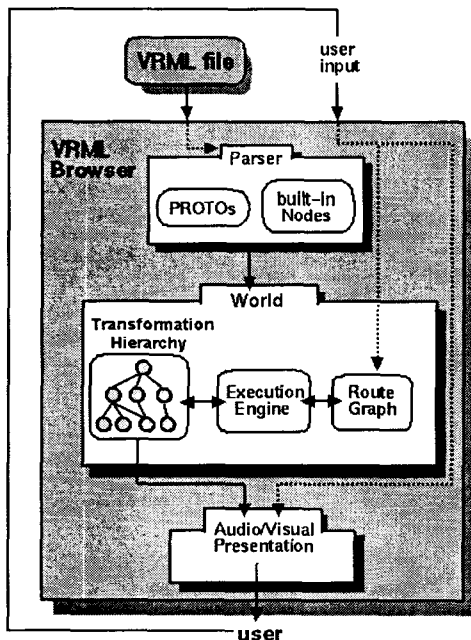 VRML file
user
input
VRML
Browser
Parser
PROTOs
built-in
Nodes
World
Transformation
Hierarchy
Execution
Engine
Route
Graph
Audio/Visual
Presentation
user